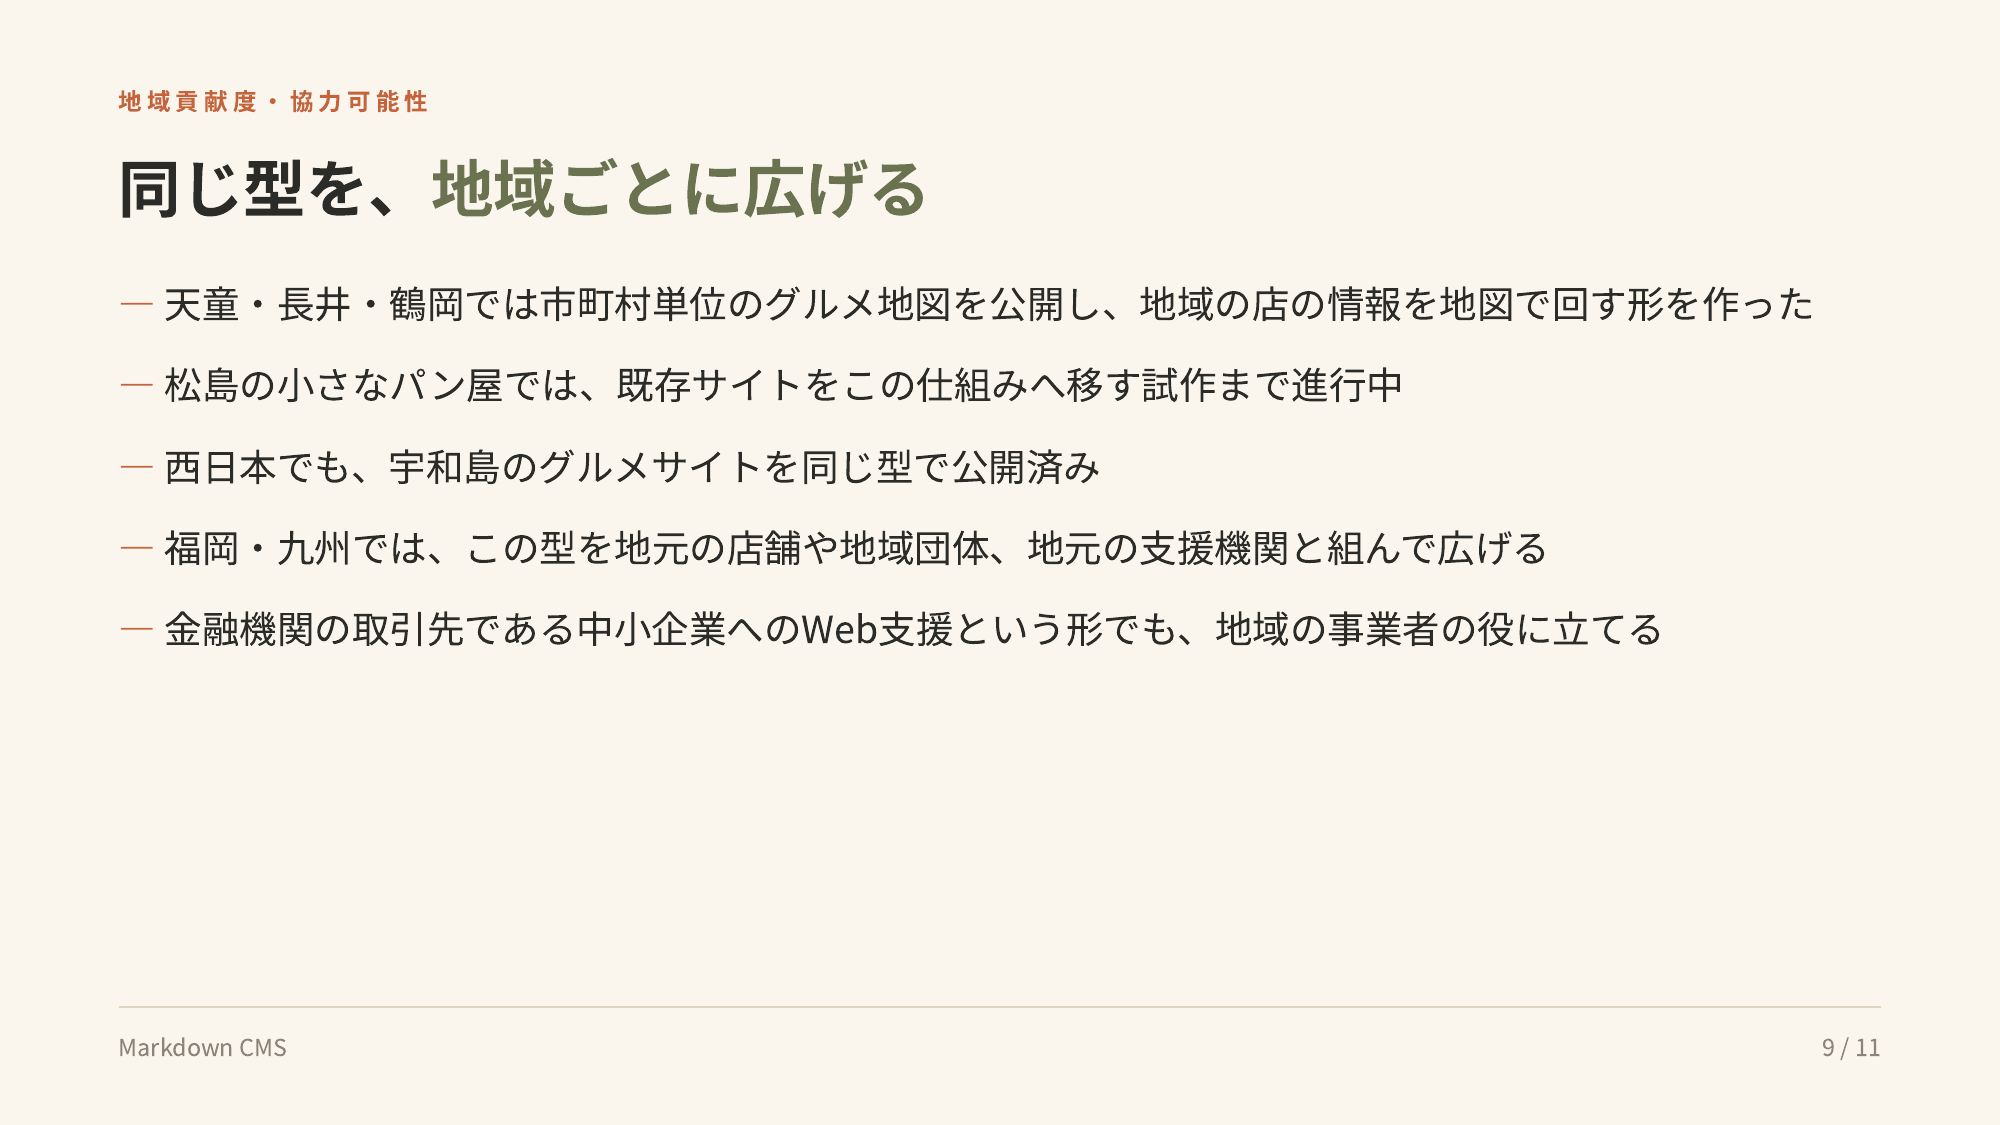 地域貢献度・協力可能性
同じ型を、地域ごとに広げる
— 天童・長井・鶴岡では市町村単位のグルメ地図を公開し、地域の店の情報を地図で回す形を作った
— 松島の小さなパン屋では、既存サイトをこの仕組みへ移す試作まで進行中
— 西日本でも、宇和島のグルメサイトを同じ型で公開済み
— 福岡・九州では、この型を地元の店舗や地域団体、地元の支援機関と組んで広げる
— 金融機関の取引先である中小企業へのWeb支援という形でも、地域の事業者の役に立てる
Markdown CMS
9 / 11